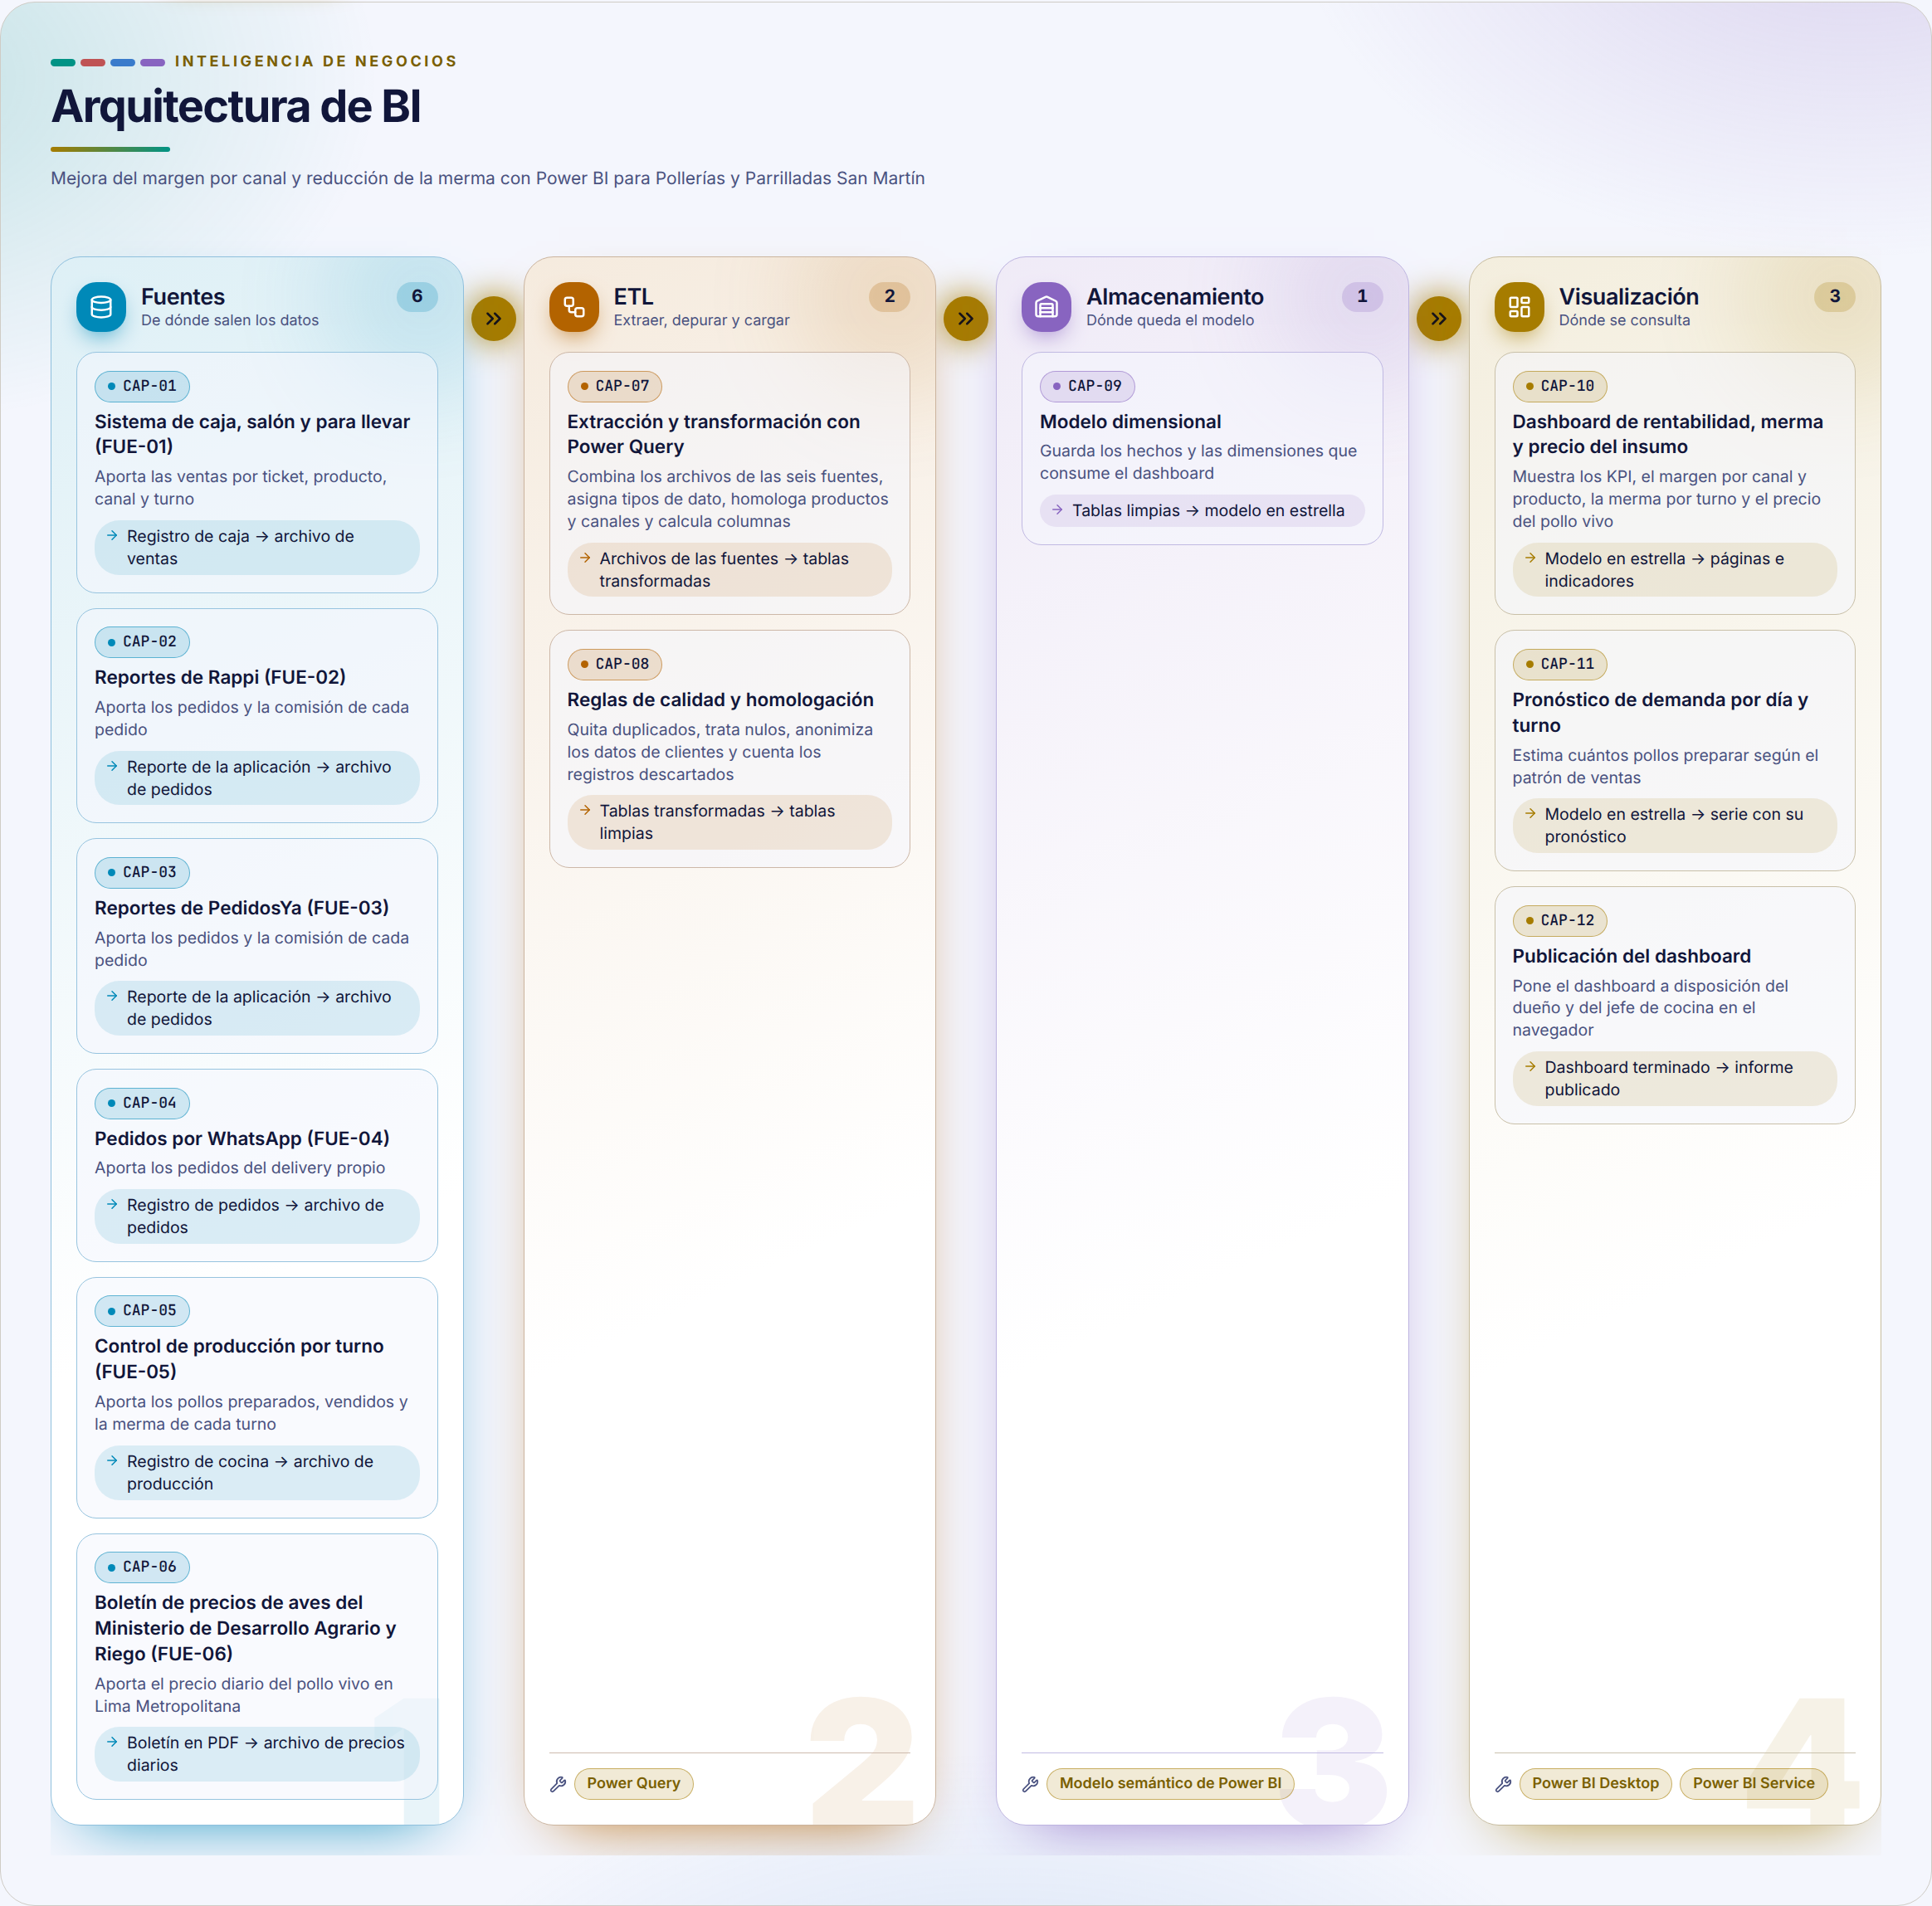 INTELIGENCIA DE NEGOCIOS
Arquitectura de BI
Mejora del margen por canal y reducción de la merma con Power BI para Pollerías y Parrilladas San Martín
Fuentes
De dónde salen los datos
6
CAP-01
Sistema de caja, salón y para llevar
(FUE-01)
Aporta las ventas por ticket, producto,
canal y turno
→ Registro de caja → archivo de
ventas
CAP-02
Reportes de Rappi (FUE-02)
Aporta los pedidos y la comisión de cada
pedido
→ Reporte de la aplicación → archivo
de pedidos
CAP-03
Reportes de PedidosYa (FUE-03)
Aporta los pedidos y la comisión de cada
pedido
→ Reporte de la aplicación → archivo
de pedidos
CAP-04
Pedidos por WhatsApp (FUE-04)
Aporta los pedidos del delivery propio
→ Registro de pedidos → archivo de
pedidos
CAP-05
Control de producción por turno
(FUE-05)
Aporta los pollos preparados, vendidos y
la merma de cada turno
→ Registro de cocina → archivo de
producción
CAP-06
Boletín de precios de aves del
Ministerio de Desarrollo Agrario y
Riego (FUE-06)
Aporta el precio diario del pollo vivo en
Lima Metropolitana
→ Boletín en PDF → archivo de precios
diarios
1
ETL
Extraer, depurar y cargar
2
CAP-07
Extracción y transformación con
Power Query
Combina los archivos de las seis fuentes,
asigna tipos de dato, homologa productos
y canales y calcula columnas
→ Archivos de las fuentes → tablas
transformadas
CAP-08
Reglas de calidad y homologación
Quita duplicados, trata nulos, anonimiza
los datos de clientes y cuenta los
registros descartados
→ Tablas transformadas → tablas
limpias
Power Query
2
Almacenamiento
Dónde queda el modelo
1
CAP-09
Modelo dimensional
Guarda los hechos y las dimensiones que
consume el dashboard
→ Tablas limpias → modelo en estrella
Modelo semántico de Power BI
3
Visualización
Dónde se consulta
3
CAP-10
Dashboard de rentabilidad, merma
y precio del insumo
Muestra los KPI, el margen por canal y
producto, la merma por turno y el precio
del pollo vivo
→ Modelo en estrella → páginas e
indicadores
CAP-11
Pronóstico de demanda por día y
turno
Estima cuántos pollos preparar según el
patrón de ventas
→ Modelo en estrella → serie con su
pronóstico
CAP-12
Publicación del dashboard
Pone el dashboard a disposición del
dueño y del jefe de cocina en el
navegador
→ Dashboard terminado → informe
publicado
Power BI Desktop
Power BI Service
4